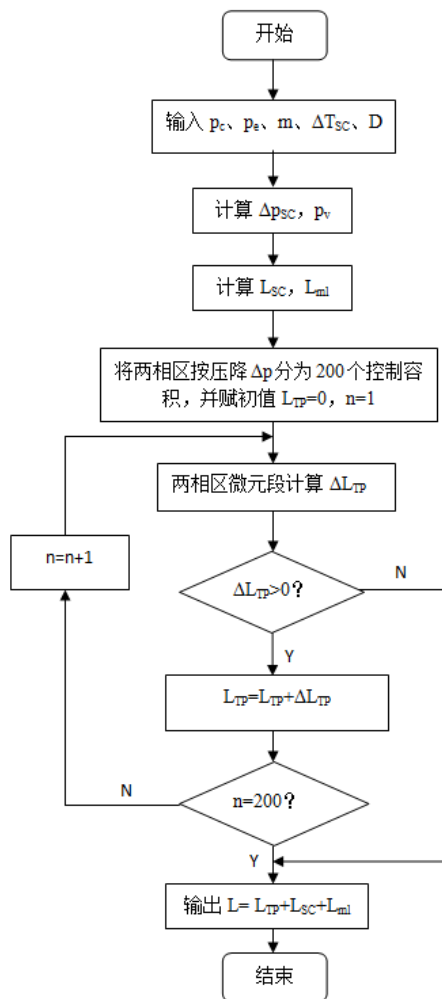 开始
输入 pc、pe、m、ΔTSC、D
计算 ΔpSC，pv
计算 LSC，Lml
将两相区按压降 Δp 分为 200 个控制容
积，并赋初值 LTP=0，n=1
两相区微元段计算 ΔLTP
n=n+1
ΔLTP>0？
N
Y
LTP=LTP+ΔLTP
N
n=200？
Y
输出 L= LTP+LSC+Lml
结束